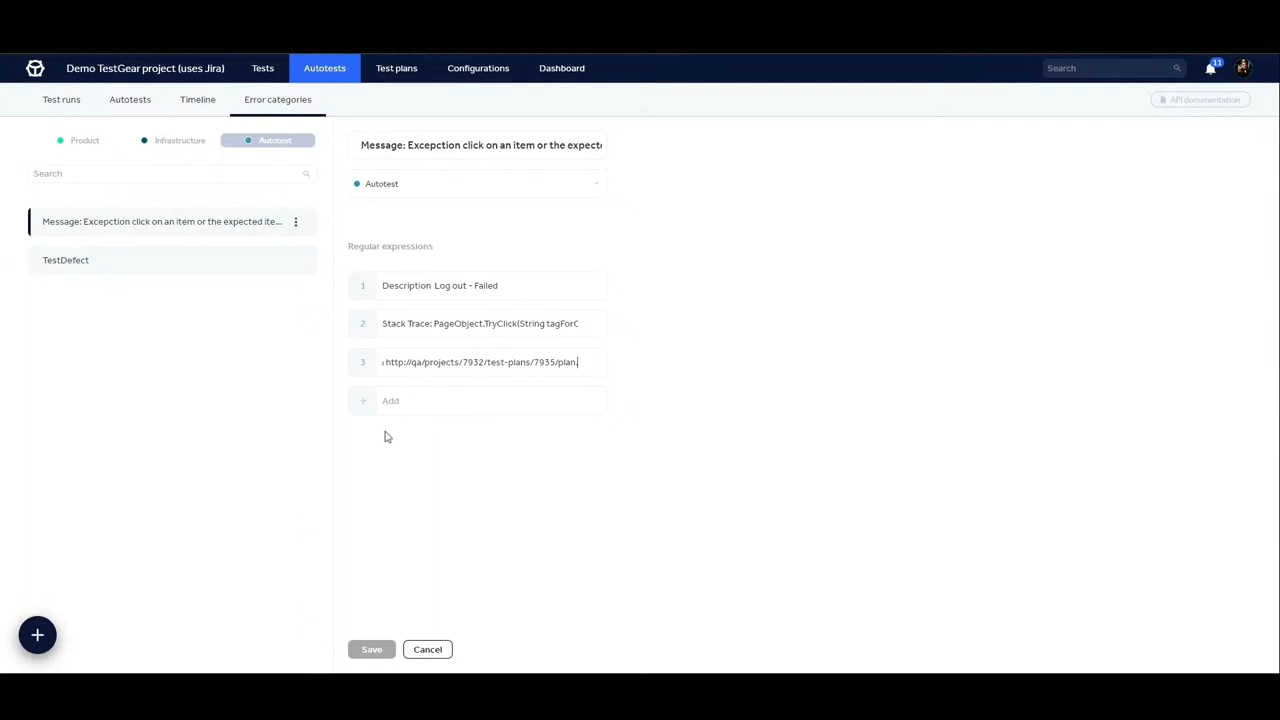 Demo TestGear project (uses Jira) Tests Autotests Test plans Configurations Dashboard Search 11
Test runs Autotests Timeline Error categories API documentation
Product Infrastructure Autotest
Search
Message: Excepction click on an item or the expected ite...
TestDefect
Message: Excepction click on an item or the expecte
Autotest
Regular expressions
1 Description Log out - Failed
2 Stack Trace: PageObject.TryClick(String tagForC
3 http://qa/projects/7932/test-plans/7935/plan.
+ Add
+
Save Cancel